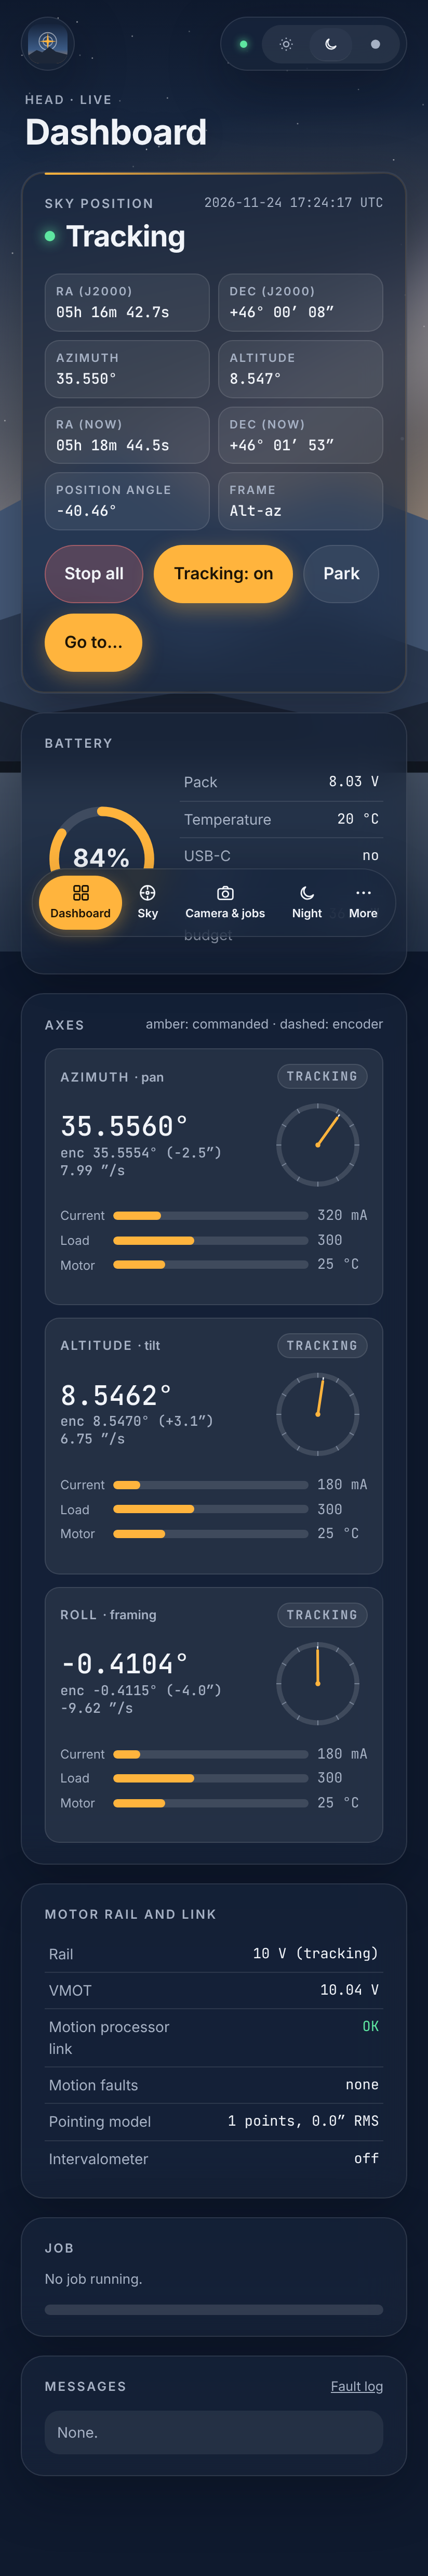 HEAD · LIVE
Dashboard
SKY POSITION
2026-11-24 17:24:17 UTC
Tracking
RA (J2000)
05h 16m 42.7s
DEC (J2000)
+46° 00′ 08″
AZIMUTH
35.550°
ALTITUDE
8.547°
RA (NOW)
05h 18m 44.5s
DEC (NOW)
+46° 01′ 53″
POSITION ANGLE
-40.46°
FRAME
Alt-az
Stop all
Tracking: on
Park
Go to…
BATTERY
84%
Pack 8.03 V
Temperature 20 °C
USB-C no
budget
Dashboard
Sky
Camera & jobs
Night
More
AXES
amber: commanded · dashed: encoder
AZIMUTH · pan
TRACKING
35.5560°
enc 35.5554° (-2.5″)
7.99 ″/s
Current 320 mA
Load 300
Motor 25 °C
ALTITUDE · tilt
TRACKING
8.5462°
enc 8.5470° (+3.1″)
6.75 ″/s
Current 180 mA
Load 300
Motor 25 °C
ROLL · framing
TRACKING
-0.4104°
enc -0.4115° (-4.0″)
-9.62 ″/s
Current 180 mA
Load 300
Motor 25 °C
MOTOR RAIL AND LINK
Rail 10 V (tracking)
VMOT 10.04 V
Motion processor OK
link
Motion faults none
Pointing model 1 points, 0.0″ RMS
Intervalometer off
JOB
No job running.
MESSAGES
Fault log
None.